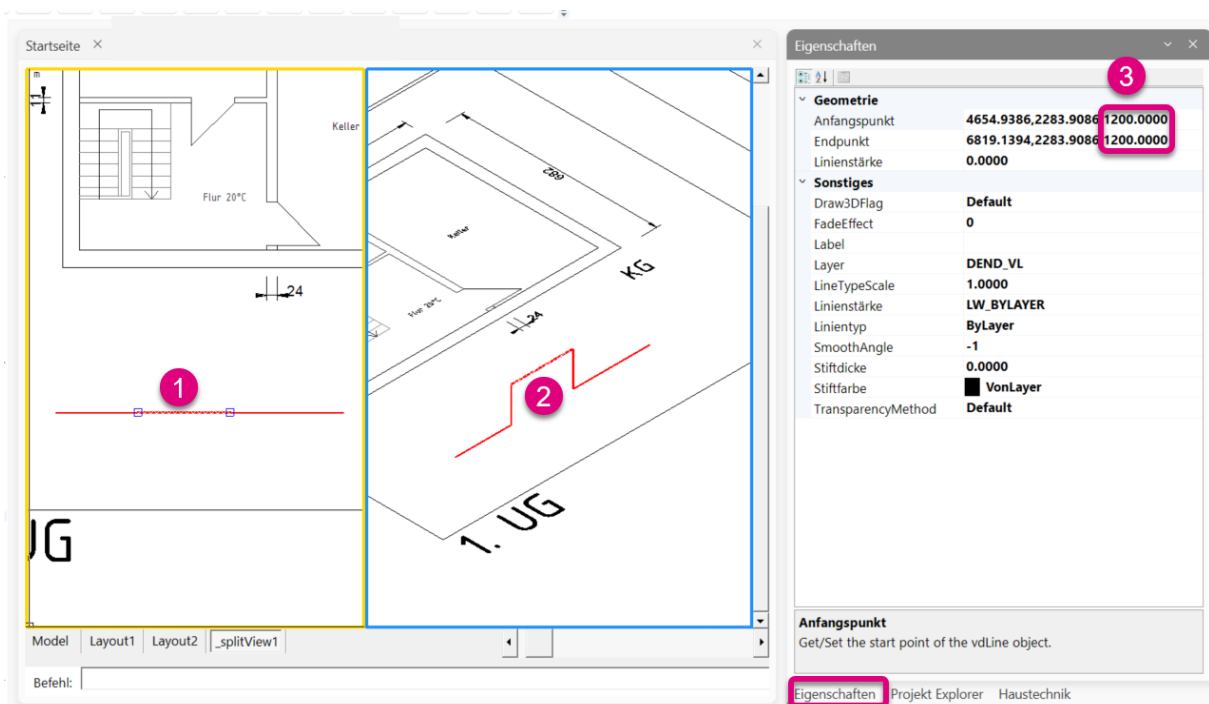 Startseite
Eigenschaften
m
11
Keller
Flur 20°C
24
UG
682
Keller
Flur 20°C
KG
24
1. UG
1
2
3
Geometrie
Anfangspunkt 4654.9386,2283.9086,1200.0000
Endpunkt 6819.1394,2283.9086,1200.0000
Linienstärke 0.0000
Sonstiges
Draw3DFlag Default
FadeEffect 0
Label
Layer DEND_VL
LineTypeScale 1.0000
Linienstärke LW_BYLAYER
Linientyp ByLayer
SmoothAngle -1
Stiftdicke 0.0000
Stiftfarbe VonLayer
TransparencyMethod Default
Anfangspunkt
Get/Set the start point of the vdLine object.
Model Layout1 Layout2 _splitView1
Befehl:
Eigenschaften Projekt Explorer Haustechnik